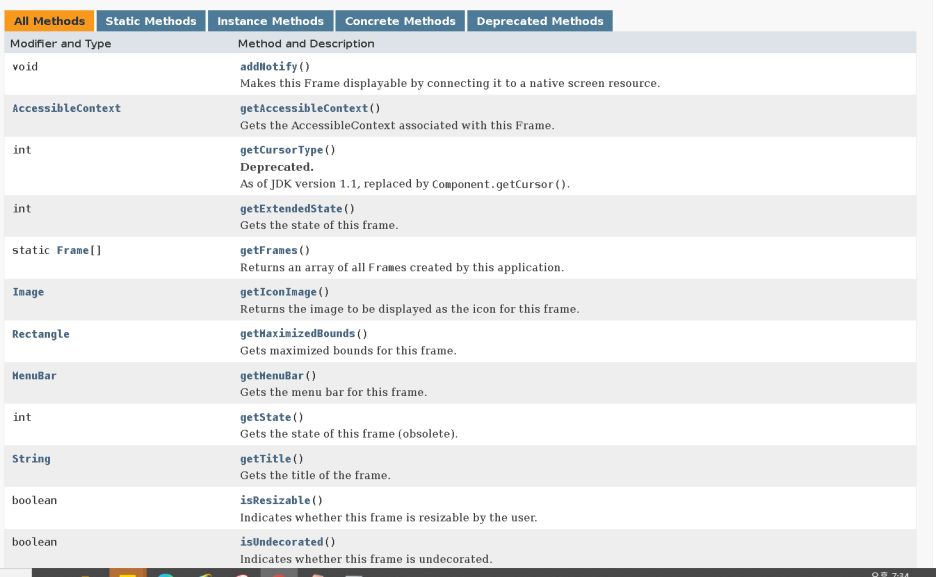 All Methods Static Methods Instance Methods Concrete Methods Deprecated Methods
Modifier and Type Method and Description
void addNotify()
Makes this Frame displayable by connecting it to a native screen resource.
AccessibleContext getAccessibleContext()
Gets the AccessibleContext associated with this Frame.
int getCursorType()
Deprecated.
As of JDK version 1.1, replaced by Component.getCursor().
int getExtendedState()
Gets the state of this frame.
static Frame[] getFrames()
Returns an array of all Frames created by this application.
Image getIconImage()
Returns the image to be displayed as the icon for this frame.
Rectangle getMaximizedBounds()
Gets maximized bounds for this frame.
MenuBar getMenuBar()
Gets the menu bar for this frame.
int getState()
Gets the state of this frame (obsolete).
String getTitle()
Gets the title of the frame.
boolean isResizable()
Indicates whether this frame is resizable by the user.
boolean isUndecorated()
Indicates whether this frame is undecorated.